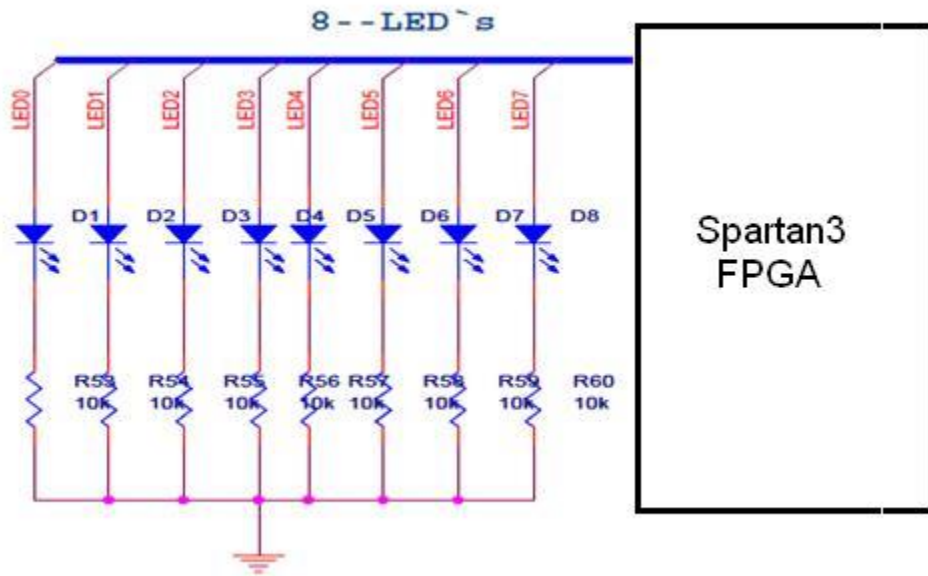 8--LED`s
LED0 LED1 LED2 LED3 LED4 LED5 LED6 LED7
D1 D2 D3 D4 D5 D6 D7 D8
Spartan3
FPGA
R53 R54 R55 R56 R57 R58 R59 R60
10k 10k 10k 10k 10k 10k 10k 10k